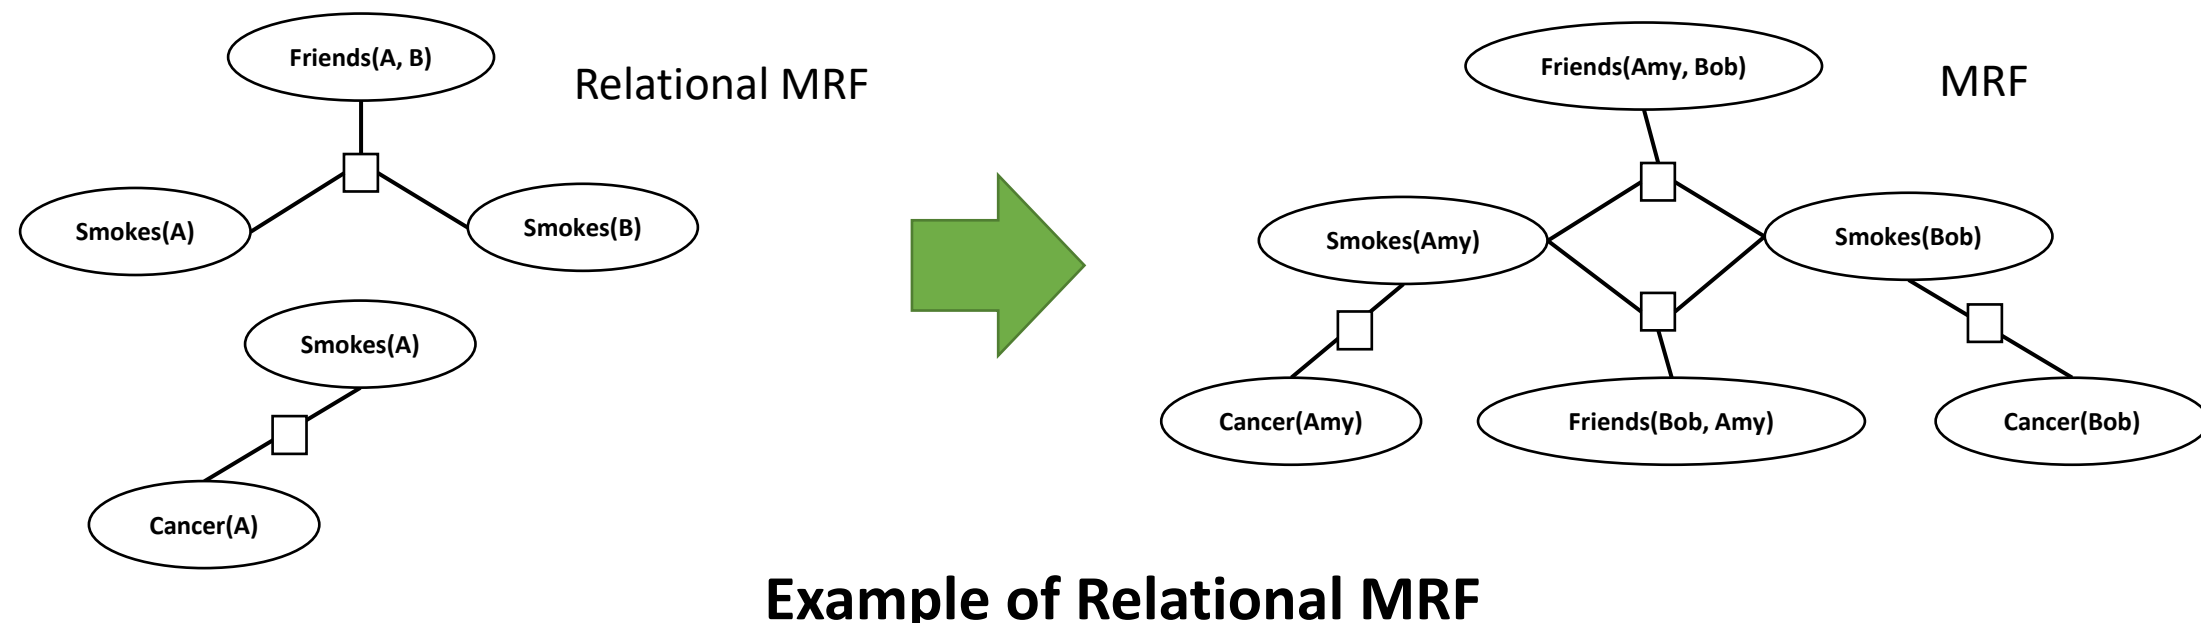 Friends(A, B)
Relational MRF
Smokes(A)
Smokes(B)
Smokes(A)
Cancer(A)
Friends(Amy, Bob)
MRF
Smokes(Amy)
Smokes(Bob)
Cancer(Amy)
Friends(Bob, Amy)
Cancer(Bob)
Example of Relational MRF